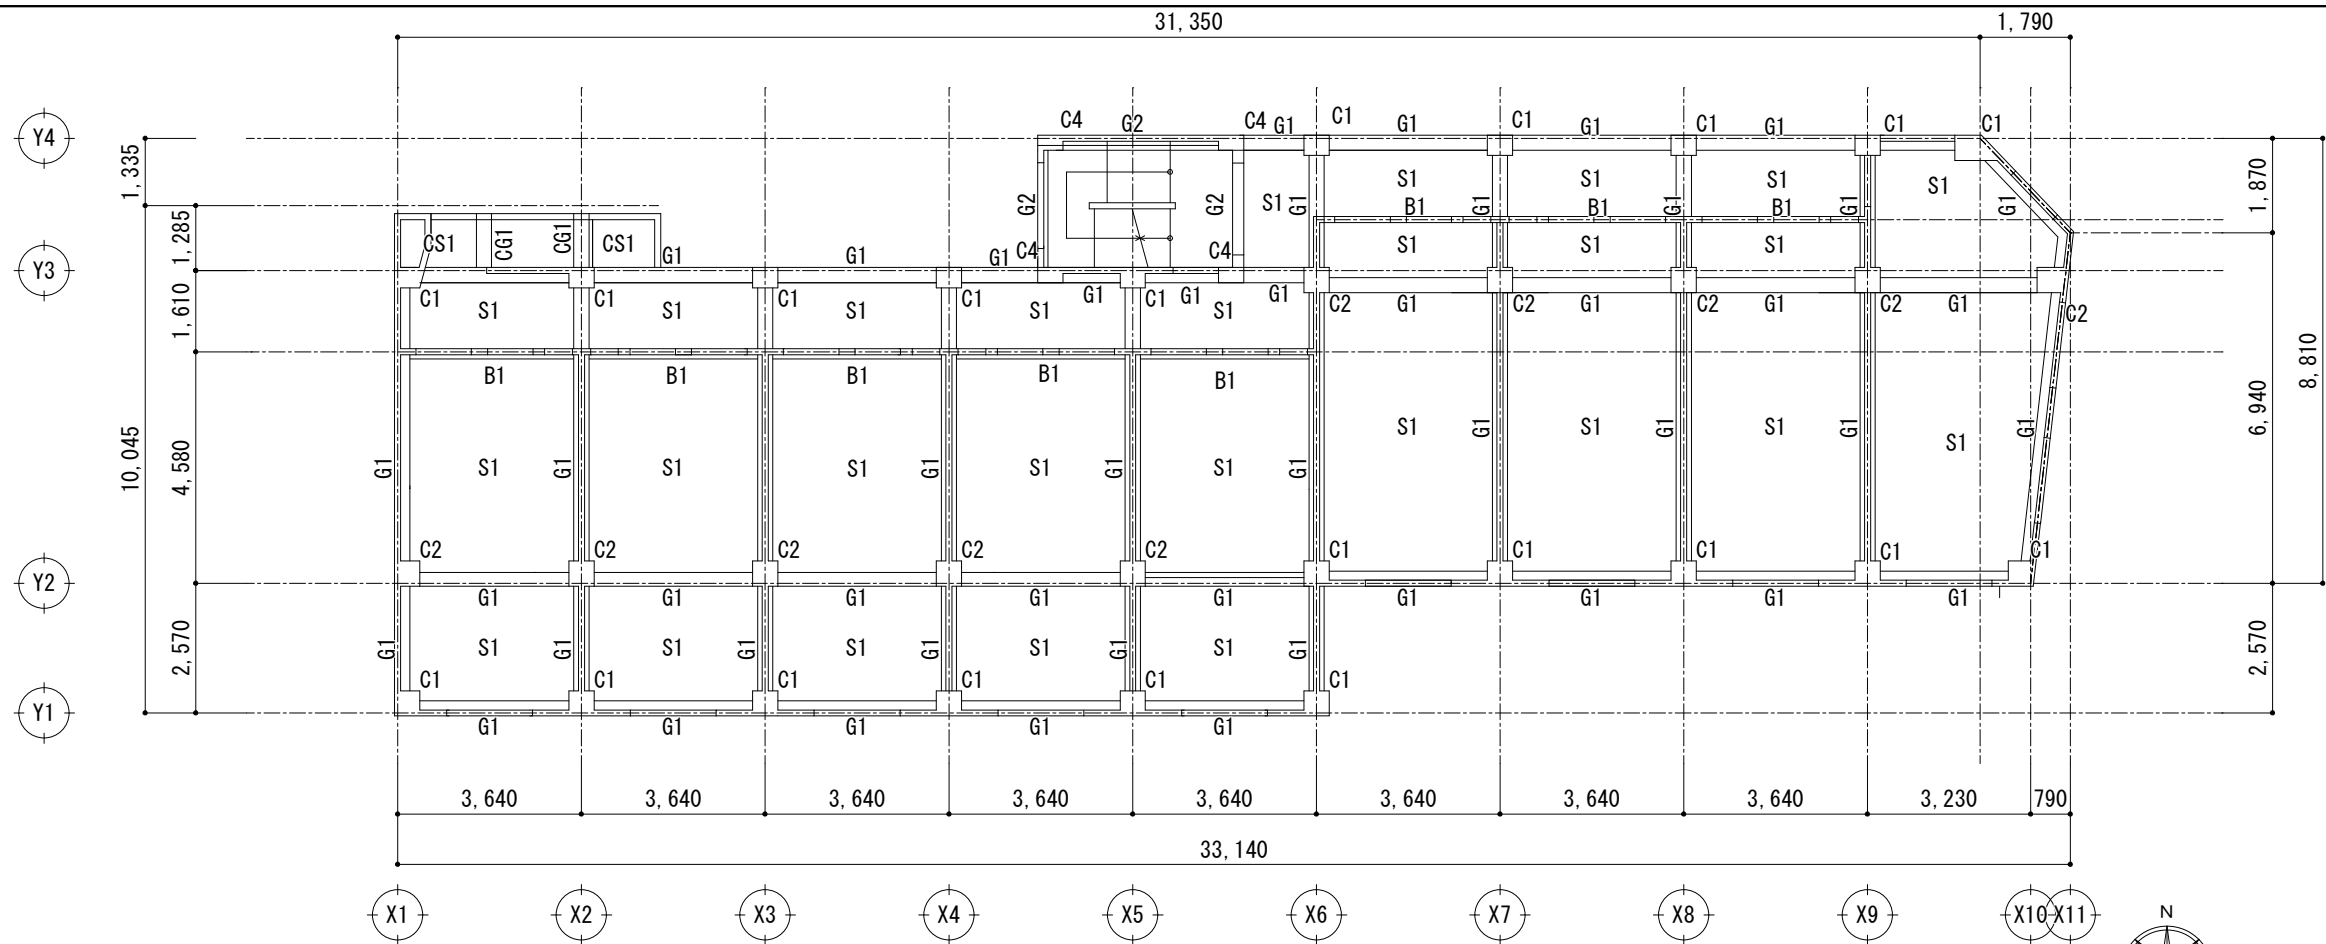 31,350 1,790
Y4 C4 G2 C4 G1 C1 G1 C1 G1 C1 G1 C1 C1
1,335 1,870
S1 S1 S1 S1
G2 G2 S1 G1 B1 G1 B1 G1 B1 G1 G1
1,285 CS1 CG1 CG1 CS1 C4 C4 S1 S1 S1
Y3 G1 G1 G1
C1 C1 C1 C1 G1 C1 G1 G1 C2 G1 C2 G1 C2 G1 C2 G1 C2
1,610 S1 S1 S1 S1 S1
8,810
B1 B1 B1 B1 B1
10,045 4,580 6,940
S1 G1 S1 G1 S1 G1 S1 G1
G1 S1 G1 S1 G1 S1 G1 S1 G1 S1 G1
C2 C2 C2 C2 C2 C1 C1 C1 C1 C1
Y2
G1 G1 G1 G1 G1 G1 G1 G1 G1
2,570 2,570
G1 S1 G1 S1 G1 S1 G1 S1 G1 S1 G1
C1 C1 C1 C1 C1 C1
Y1
G1 G1 G1 G1 G1
3,640 3,640 3,640 3,640 3,640 3,640 3,640 3,640 3,230 790
33,140
X1 X2 X3 X4 X5 X6 X7 X8 X9 X10 X11
N